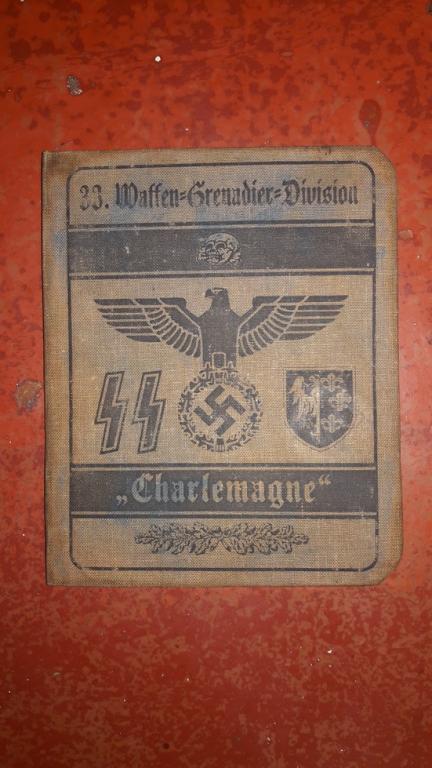 33. Waffen=Grenadier=Division
„Charlemagne“